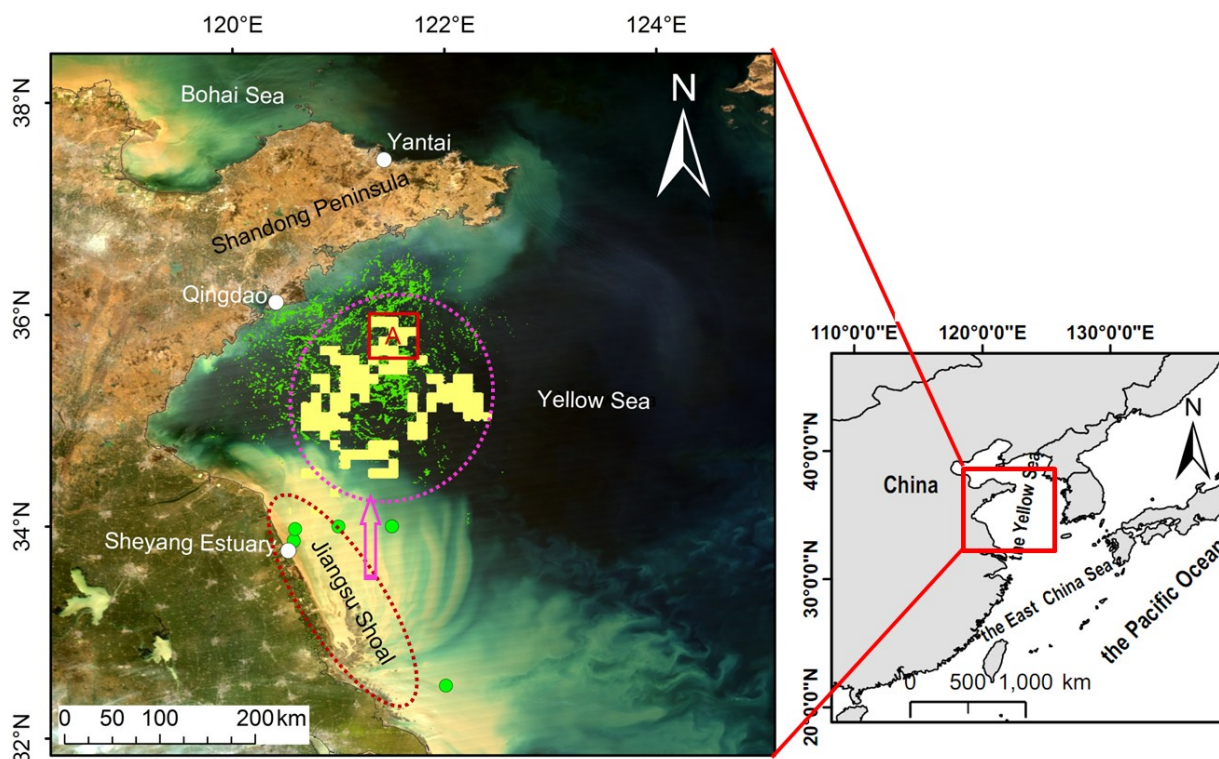 120°E
122°E
124°E
38°N
36°N
34°N
32°N
Bohai Sea
Yantai
Shandong Peninsula
Qingdao
N
A
Yellow Sea
Sheyang Estuary
Jiangsu Shoal
0 50 100 200 km
110°0'0"E
120°0'0"E
130°0'0"E
40°0'0"N
30°0'0"N
20°0'0"N
N
China
the Yellow Sea
the East China Sea
the Pacific Ocean
0 500 1,000 km